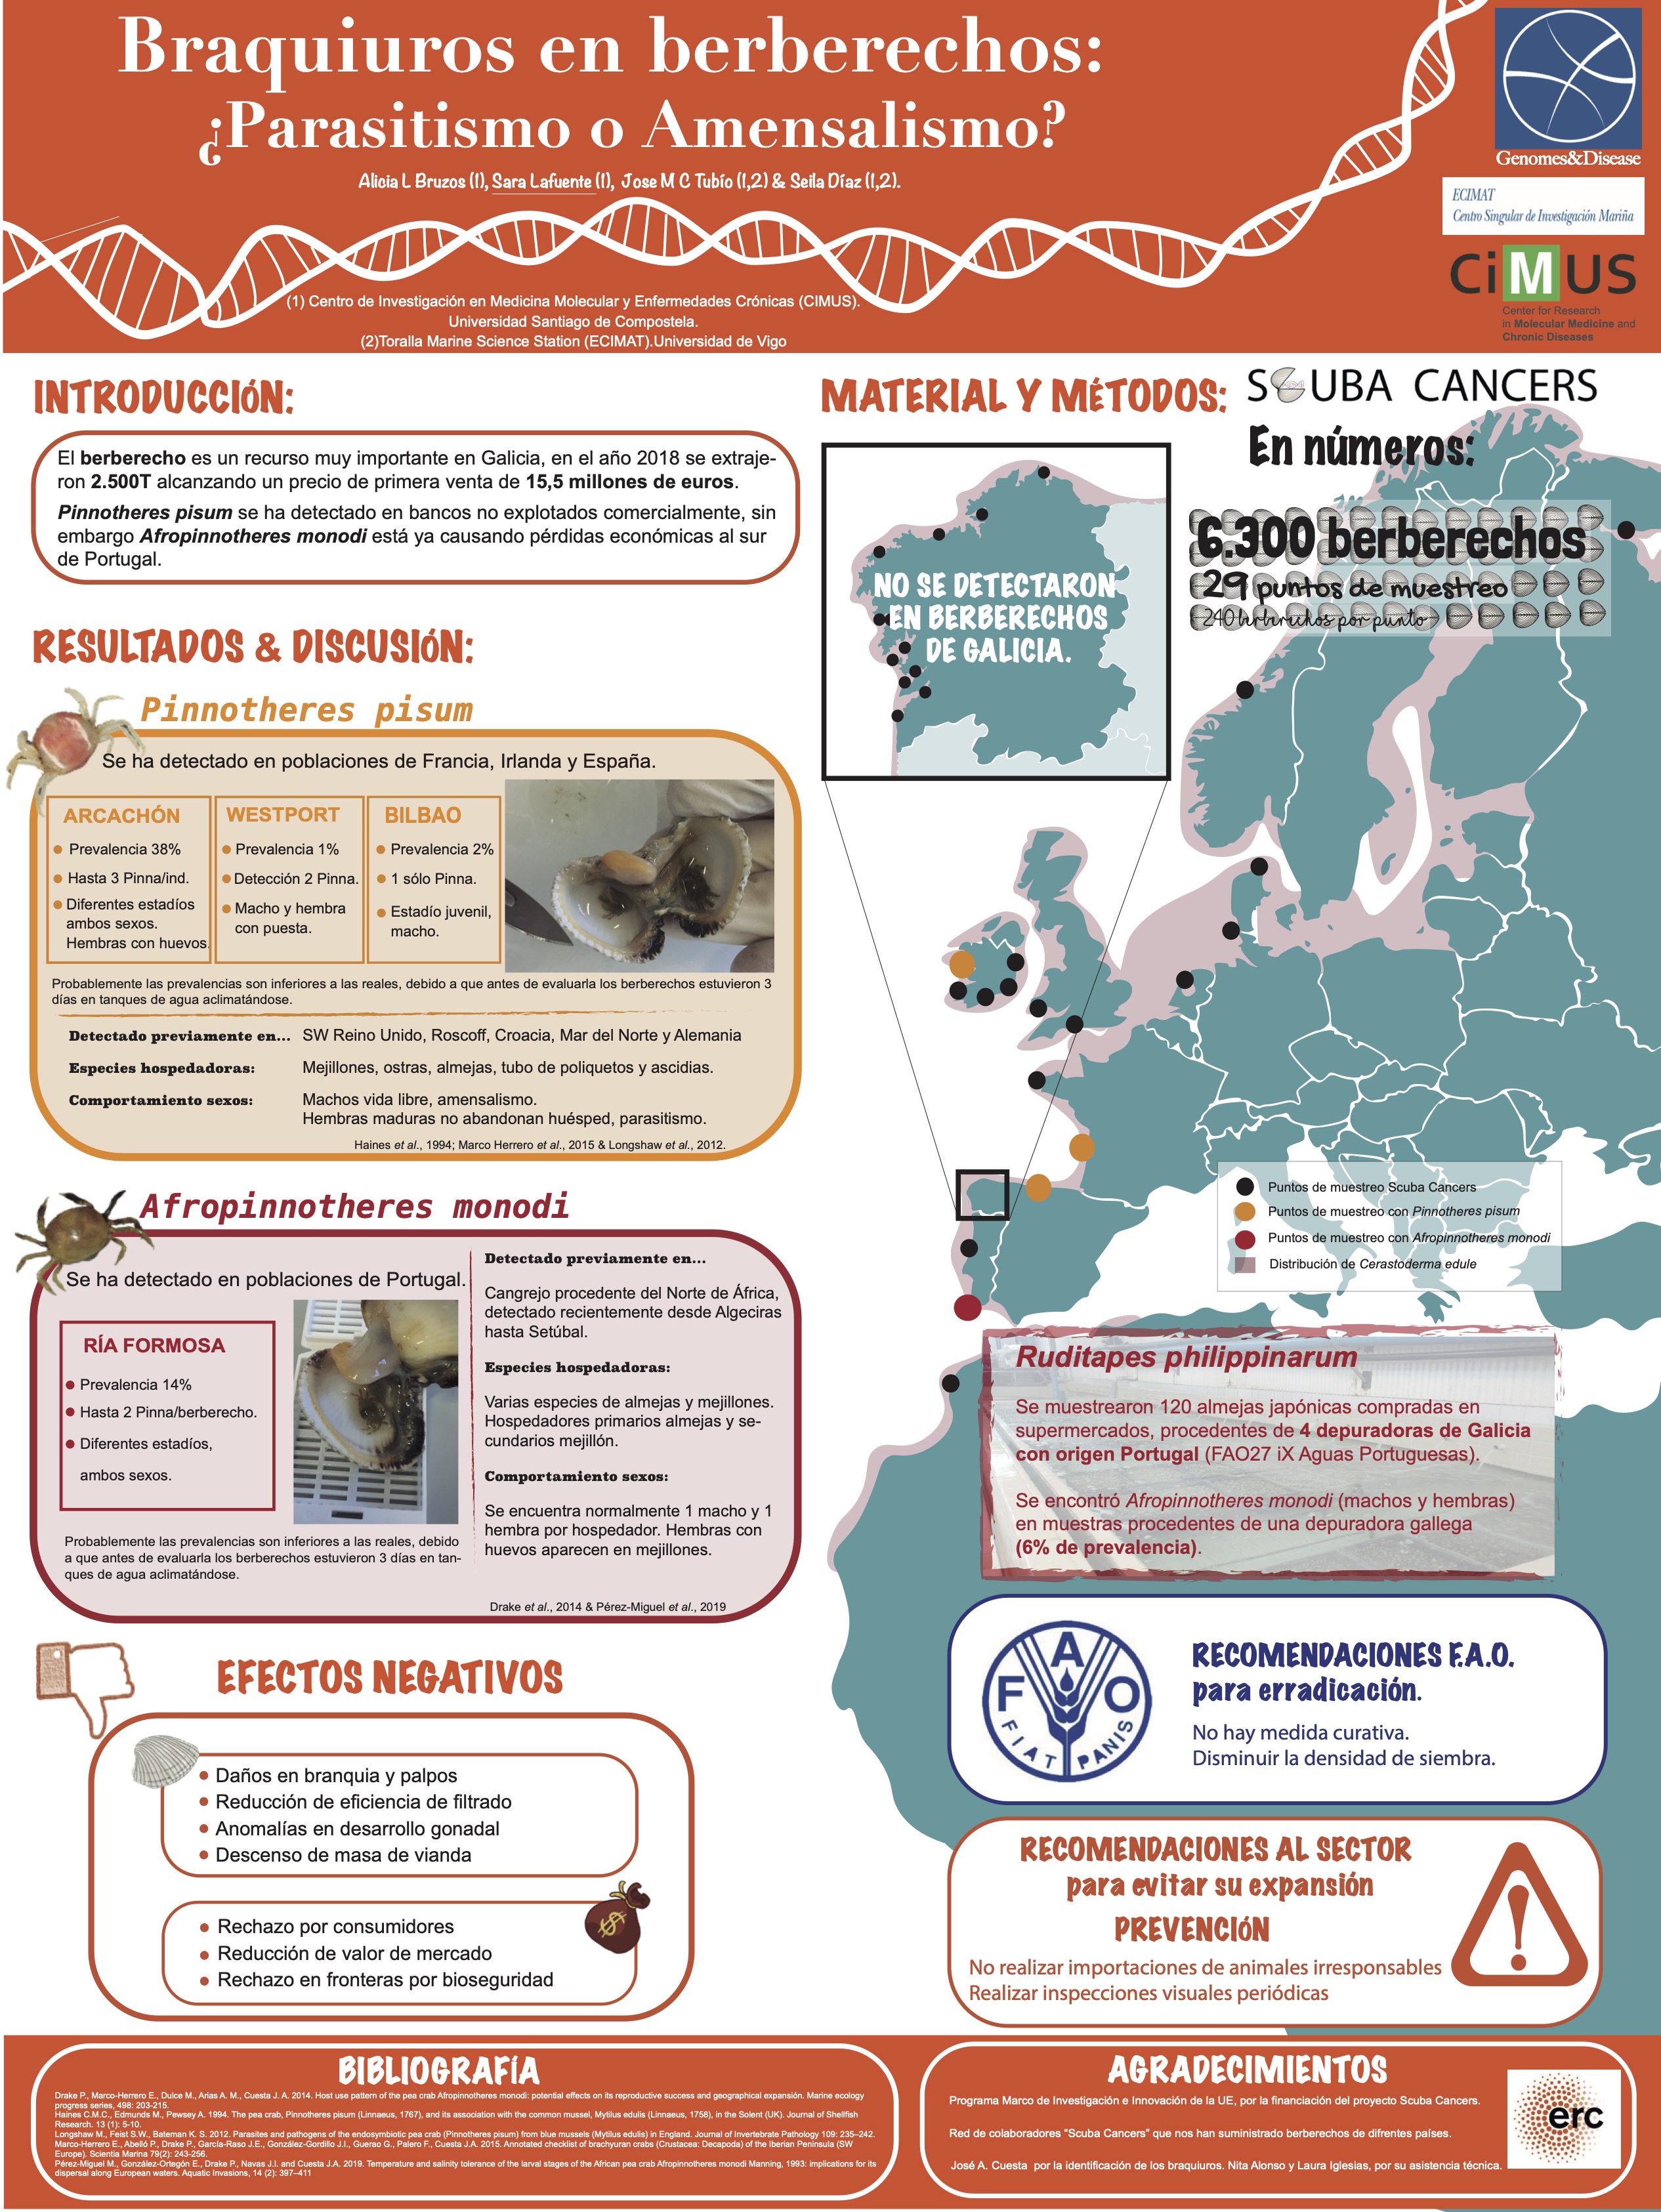 Braquiuros en berberechos:
¿Parasitismo o Amensalismo?
Alicia L Bruzos (1), Sara Lafuente (1), Jose M C Tubío (1,2) & Seila Díaz (1,2).
(1) Centro de Investigación en Medicina Molecular y Enfermedades Crónicas (CIMUS).
Universidad Santiago de Compostela.
(2)Toralla Marine Science Station (ECIMAT).Universidad de Vigo
Genomes&Disease
ECIMAT
Centro Singular de Investigación Mariña
CiMUS
Center for Research
in Molecular Medicine and
Chronic Diseases
INTRODUCCIÓN:
El berberecho es un recurso muy importante en Galicia, en el año 2018 se extraje-
ron 2.500T alcanzando un precio de primera venta de 15,5 millones de euros.
Pinnotheres pisum se ha detectado en bancos no explotados comercialmente, sin
embargo Afropinnotheres monodi está ya causando pérdidas económicas al sur
de Portugal.
RESULTADOS & DISCUSIÓN:
Pinnotheres pisum
Se ha detectado en poblaciones de Francia, Irlanda y España.
ARCACHÓN
Prevalencia 38%
Hasta 3 Pinna/ind.
Diferentes estadíos
ambos sexos.
Hembras con huevos.
WESTPORT
Prevalencia 1%
Detección 2 Pinna.
Macho y hembra
con puesta.
BILBAO
Prevalencia 2%
1 sólo Pinna.
Estadío juvenil,
macho.
Probablemente las prevalencias son inferiores a las reales, debido a que antes de evaluarla los berberechos estuvieron 3
días en tanques de agua aclimatándose.
Detectado previamente en... SW Reino Unido, Roscoff, Croacia, Mar del Norte y Alemania
Especies hospedadoras: Mejillones, ostras, almejas, tubo de poliquetos y ascidias.
Comportamiento sexos: Machos vida libre, amensalismo.
Hembras maduras no abandonan huésped, parasitismo.
Haines et al., 1994; Marco Herrero et al., 2015 & Longshaw et al., 2012.
Afropinnotheres monodi
Se ha detectado en poblaciones de Portugal.
RÍA FORMOSA
Prevalencia 14%
Hasta 2 Pinna/berberecho.
Diferentes estadíos,
ambos sexos.
Probablemente las prevalencias son inferiores a las reales, debido
a que antes de evaluarla los berberechos estuvieron 3 días en tan-
ques de agua aclimatándose.
Detectado previamente en...
Cangrejo procedente del Norte de África,
detectado recientemente desde Algeciras
hasta Setúbal.
Especies hospedadoras:
Varias especies de almejas y mejillones.
Hospedadores primarios almejas y se-
cundarios mejillón.
Comportamiento sexos:
Se encuentra normalmente 1 macho y 1
hembra por hospedador. Hembras con
huevos aparecen en mejillones.
Drake et al., 2014 & Pérez-Miguel et al., 2019
EFECTOS NEGATIVOS
Daños en branquia y palpos
Reducción de eficiencia de filtrado
Anomalías en desarrollo gonadal
Descenso de masa de vianda
$
Rechazo por consumidores
Reducción de valor de mercado
Rechazo en fronteras por bioseguridad
MATERIAL Y MÉTODOS:
SCUBA CANCERS
En números:
6.300 berberechos
29 puntos de muestreo
240 berberechos por punto
NO SE DETECTARON
EN BERBERECHOS
DE GALICIA.
Puntos de muestreo Scuba Cancers
Puntos de muestreo con Pinnotheres pisum
Puntos de muestreo con Afropinnotheres monodi
Distribución de Cerastoderma edule
Ruditapes philippinarum
Se muestrearon 120 almejas japónicas compradas en
supermercados, procedentes de 4 depuradoras de Galicia
con origen Portugal (FAO27 iX Aguas Portuguesas).
Se encontró Afropinnotheres monodi (machos y hembras)
en muestras procedentes de una depuradora gallega
(6% de prevalencia).
FAO
FIAT PANIS
RECOMENDACIONES F.A.O.
para erradicación.
No hay medida curativa.
Disminuir la densidad de siembra.
RECOMENDACIONES AL SECTOR
para evitar su expansión
PREVENCIÓN
No realizar importaciones de animales irresponsables
Realizar inspecciones visuales periódicas
!
BIBLIOGRAFÍA
Drake P., Marco-Herrero E., Dulce M., Arias A. M., Cuesta J. A. 2014. Host use pattern of the pea crab Afropinnotheres monodi: potential effects on its reproductive success and geographical expansión. Marine ecology
progress series, 498: 203-215.
Haines C.M.C., Edmunds M., Pewsey A. 1994. The pea crab, Pinnotheres pisum (Linnaeus, 1767), and its association with the common mussel, Mytilus edulis (Linnaeus, 1758), in the Solent (UK). Journal of Shellfish
Research. 13 (1): 5-10.
Longshaw M., Feist S.W., Bateman K. S. 2012. Parasites and pathogens of the endosymbiotic pea crab (Pinnotheres pisum) from blue mussels (Mytilus edulis) in England. Journal of Invertebrate Pathology 109: 235–242.
Marco-Herrero E., Abelló P., Drake P., García-Raso J.E., González-Gordillo J.I., Guerao G., Palero F., Cuesta J.A. 2015. Annotated checklist of brachyuran crabs (Crustacea: Decapoda) of the Iberian Peninsula (SW
Europe). Scientia Marina 79(2): 243-256.
Pérez-Miguel M., González-Ortegón E., Drake P., Navas J.I. and Cuesta J.A. 2019. Temperature and salinity tolerance of the larval stages of the African pea crab Afropinnotheres monodi Manning, 1993: implications for its
dispersal along European waters. Aquatic Invasions, 14 (2): 397–411
AGRADECIMIENTOS
Programa Marco de Investigación e Innovación de la UE, por la financiación del proyecto Scuba Cancers.
Red de colaboradores “Scuba Cancers” que nos han suministrado berberechos de difrentes países.
José A. Cuesta por la identificación de los braquiuros. Nita Alonso y Laura Iglesias, por su asistencia técnica.
erc